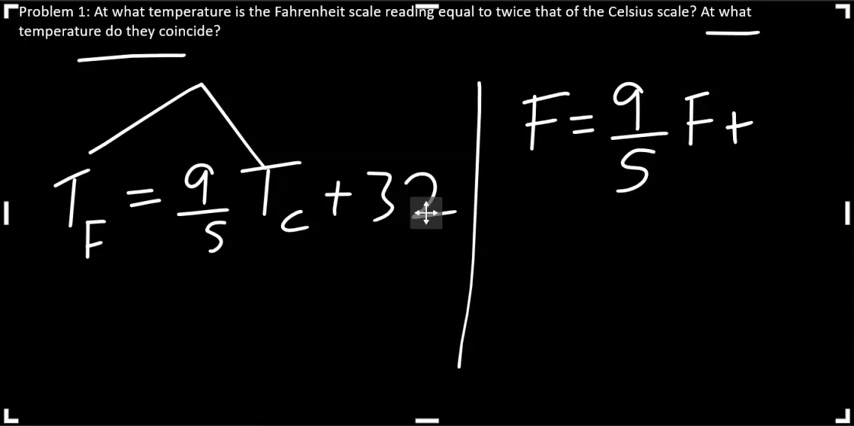 Problem 1: At what temperature is the Fahrenheit scale reading equal to twice that of the Celsius scale? At what
temperature do they coincide?
T_F = 9/5 T_C + 32
F = 9/5 F +